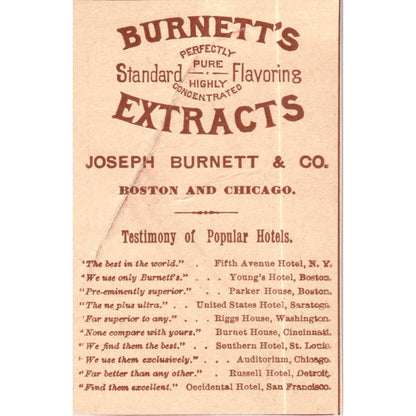 BURNETT'S
PERFECTLY
PURE
Standard Flavoring
HIGHLY
CONCENTRATED
EXTRACTS
JOSEPH BURNETT & CO.
BOSTON AND CHICAGO.
Testimony of Popular Hotels.
"The best in the world." Fifth Avenue Hotel, N. Y.
"We use only Burnett's." . . . Young's Hotel, Boston.
"Pre-eminently superior." . . . Parker House, Boston.
"The ne plus ultra." . . United States Hotel, Saratoga.
"Far superior to any." . . . Riggs House, Washington.
"None compare with yours." Burnet House, Cincinnati.
"We find them the best." . . Southern Hotel, St. Louis.
"We use them exclusively." . . . Auditorium, Chicago.
"Far better than any other." . . Russell Hotel, Detroit.
"Find them excellent." Occidental Hotel, San Francisco.